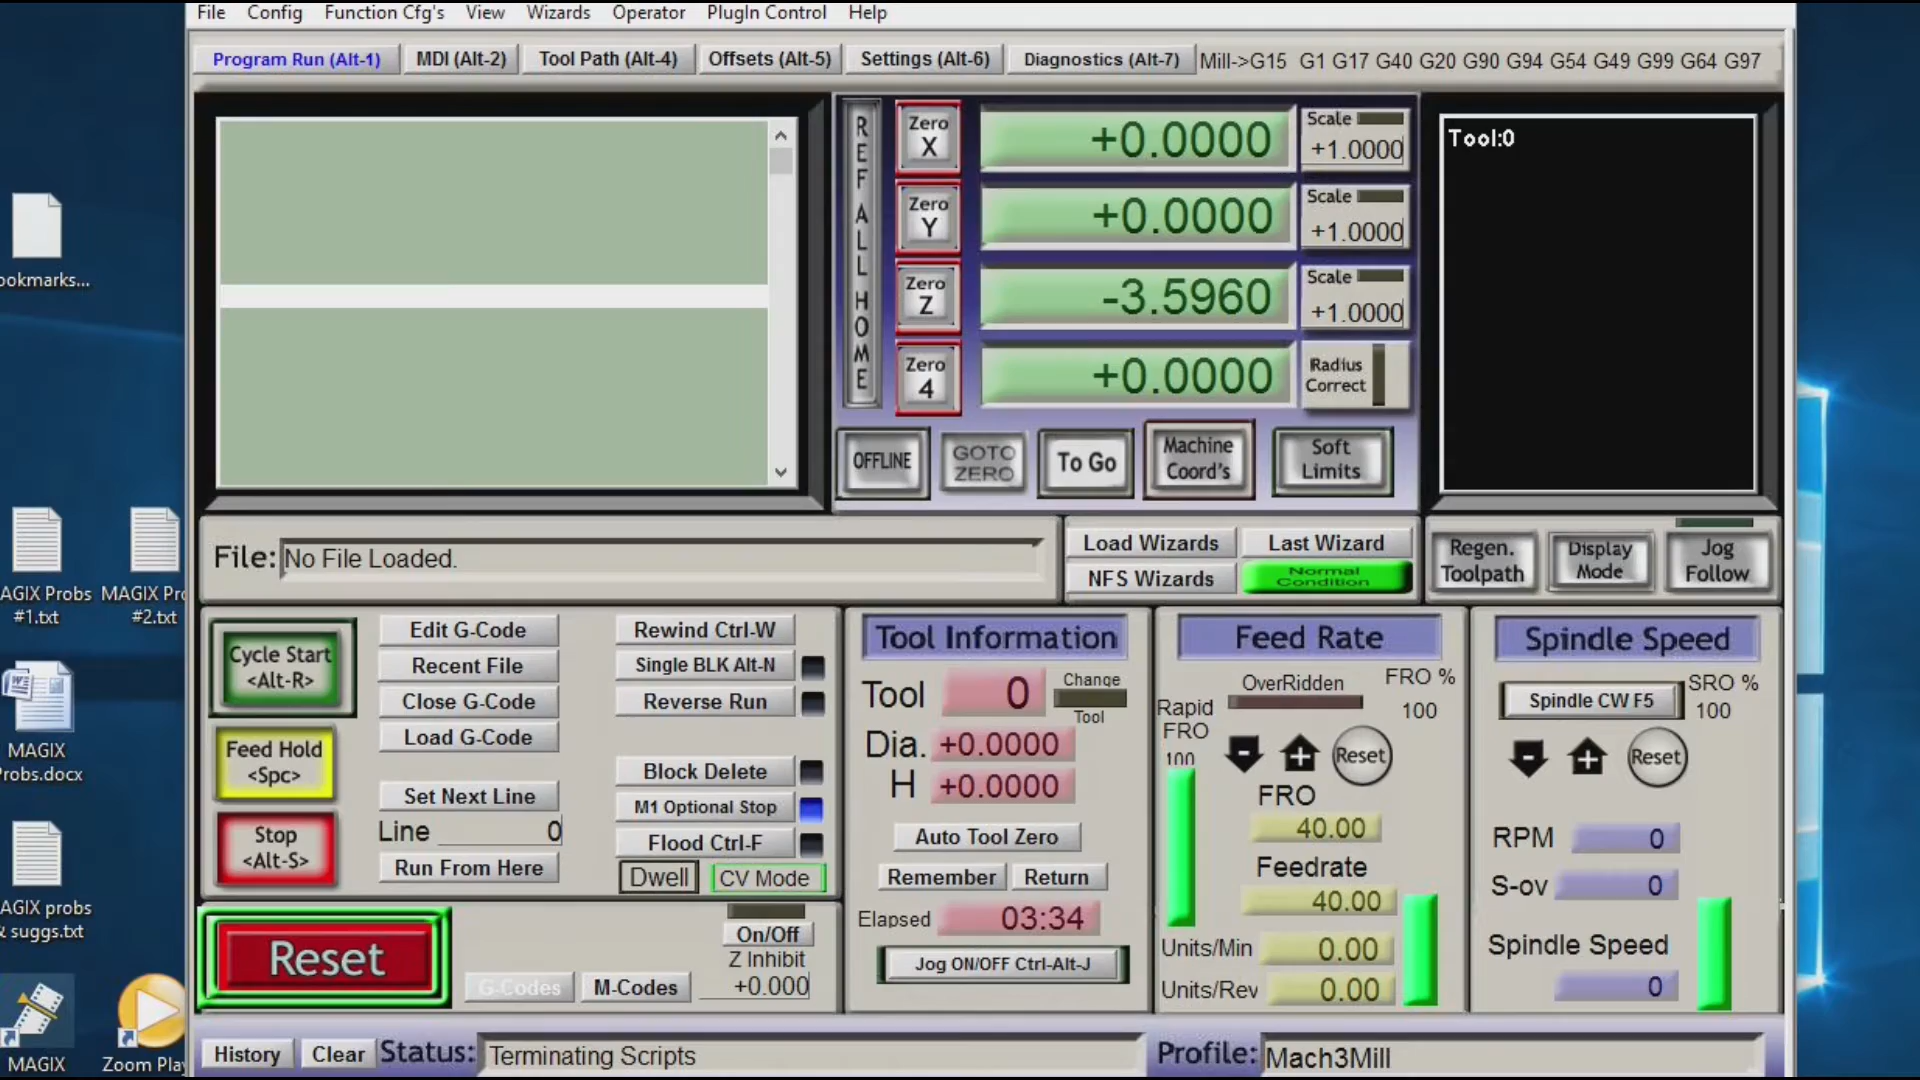 File Config Function Cfg's View Wizards Operator PlugIn Control Help
Program Run (Alt-1) MDI (Alt-2) Tool Path (Alt-4) Offsets (Alt-5) Settings (Alt-6) Diagnostics (Alt-7) Mill->G15 G1 G17 G40 G20 G90 G94 G54 G49 G99 G64 G97
REF ALL HOME
Zero X +0.0000 Scale +1.0000
Zero Y +0.0000 Scale +1.0000
Zero Z -3.5960 Scale +1.0000
Zero 4 +0.0000 Radius Correct
OFFLINE GOTO ZERO To Go Machine Coord's Soft Limits
Tool:0
File: No File Loaded.
Load Wizards Last Wizard
NFS Wizards Normal Condition
Regen. Toolpath Display Mode Jog Follow
Cycle Start <Alt-R>
Feed Hold <Spc>
Stop <Alt-S>
Edit G-Code
Recent File
Close G-Code
Load G-Code
Set Next Line
Line 0
Run From Here
Rewind Ctrl-W
Single BLK Alt-N
Reverse Run
Block Delete
M1 Optional Stop
Flood Ctrl-F
Dwell CV Mode
Reset
G-Codes M-Codes
On/Off
Z Inhibit
+0.000
Tool Information
Tool 0 Change Tool
Dia. +0.0000
H +0.0000
Auto Tool Zero
Remember Return
Elapsed 03:34
Jog ON/OFF Ctrl-Alt-J
Feed Rate
OverRidden FRO %
100
Rapid FRO
100
Reset
FRO
40.00
Feedrate
40.00
Units/Min 0.00
Units/Rev 0.00
Spindle Speed
Spindle CW F5 SRO %
100
Reset
RPM 0
S-ov 0
Spindle Speed
0
History Clear Status: Terminating Scripts Profile: Mach3Mill
ookmarks...
AGIX Probs #1.txt
MAGIX Pro #2.txt
MAGIX Probs.docx
AGIX probs & suggs.txt
MAGIX
Zoom Play